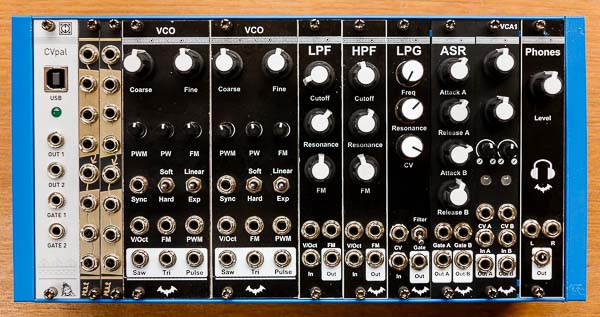 CVpal
USB
OUT 1
OUT 2
GATE 1
GATE 2
VCO
Coarse
Fine
PWM
PW
FM
Soft
Linear
Sync
Hard
Exp
V/Oct
FM
PWM
Saw
Tri
Pulse
VCO
Coarse
Fine
PWM
PW
FM
Soft
Linear
Sync
Hard
Exp
V/Oct
FM
PWM
Saw
Tri
Pulse
LPF
Cutoff
Resonance
FM
V/Oct
FM
In
Out
HPF
Cutoff
Resonance
FM
V/Oct
FM
In
Out
LPG
Freq
Resonance
CV
Filter
CV
Gate
In
Out
ASR
Attack A
Release A
Attack B
Release B
Gate A
Gate B
Out A
Out B
VCA1
CV A
CV B
In A
In B
Out A
Out B
Phones
Level
L
R
Out